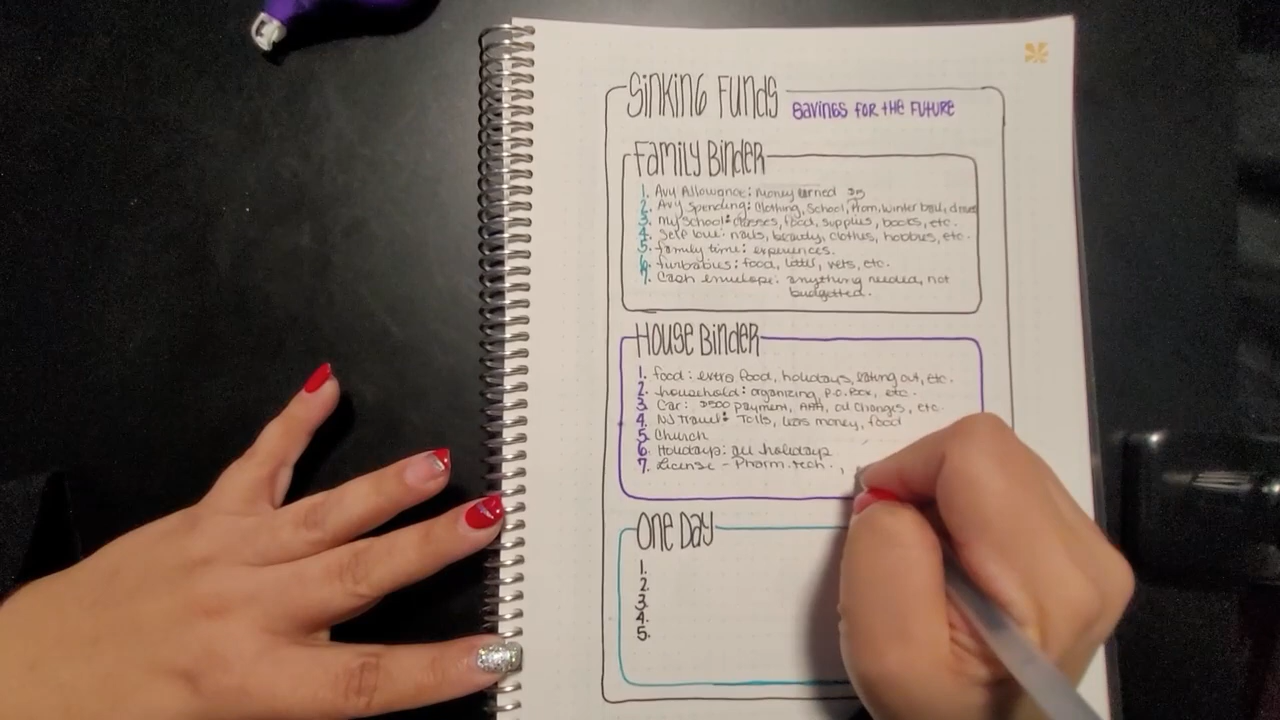 Sinking Funds Savings for the Future
Family Binder
1. Avy Allowance: money earned
2. Avy Spending: Clothing, School, Prom, Winter ball,
3. My School: classes, food, supplies, books, etc.
4. Self love: nails, beauty, clothes, hobbies, etc.
5. family time: experiences.
6. furbabies: food, litter, vets, etc.
7. Cash envelope: anything needed, not
budgetted.
House Binder
1. food: extra food, holidays, eating out, etc.
2. household: organizing, P.O. Box, etc.
3. Car: $500 payment, AAA, oil changes, etc.
4. NJ Travel: Tolls, money, food
5. Church
6. Holidays: all holidays
7. License - Pharm. tech.,
One Day
1.
2.
3.
4.
5.